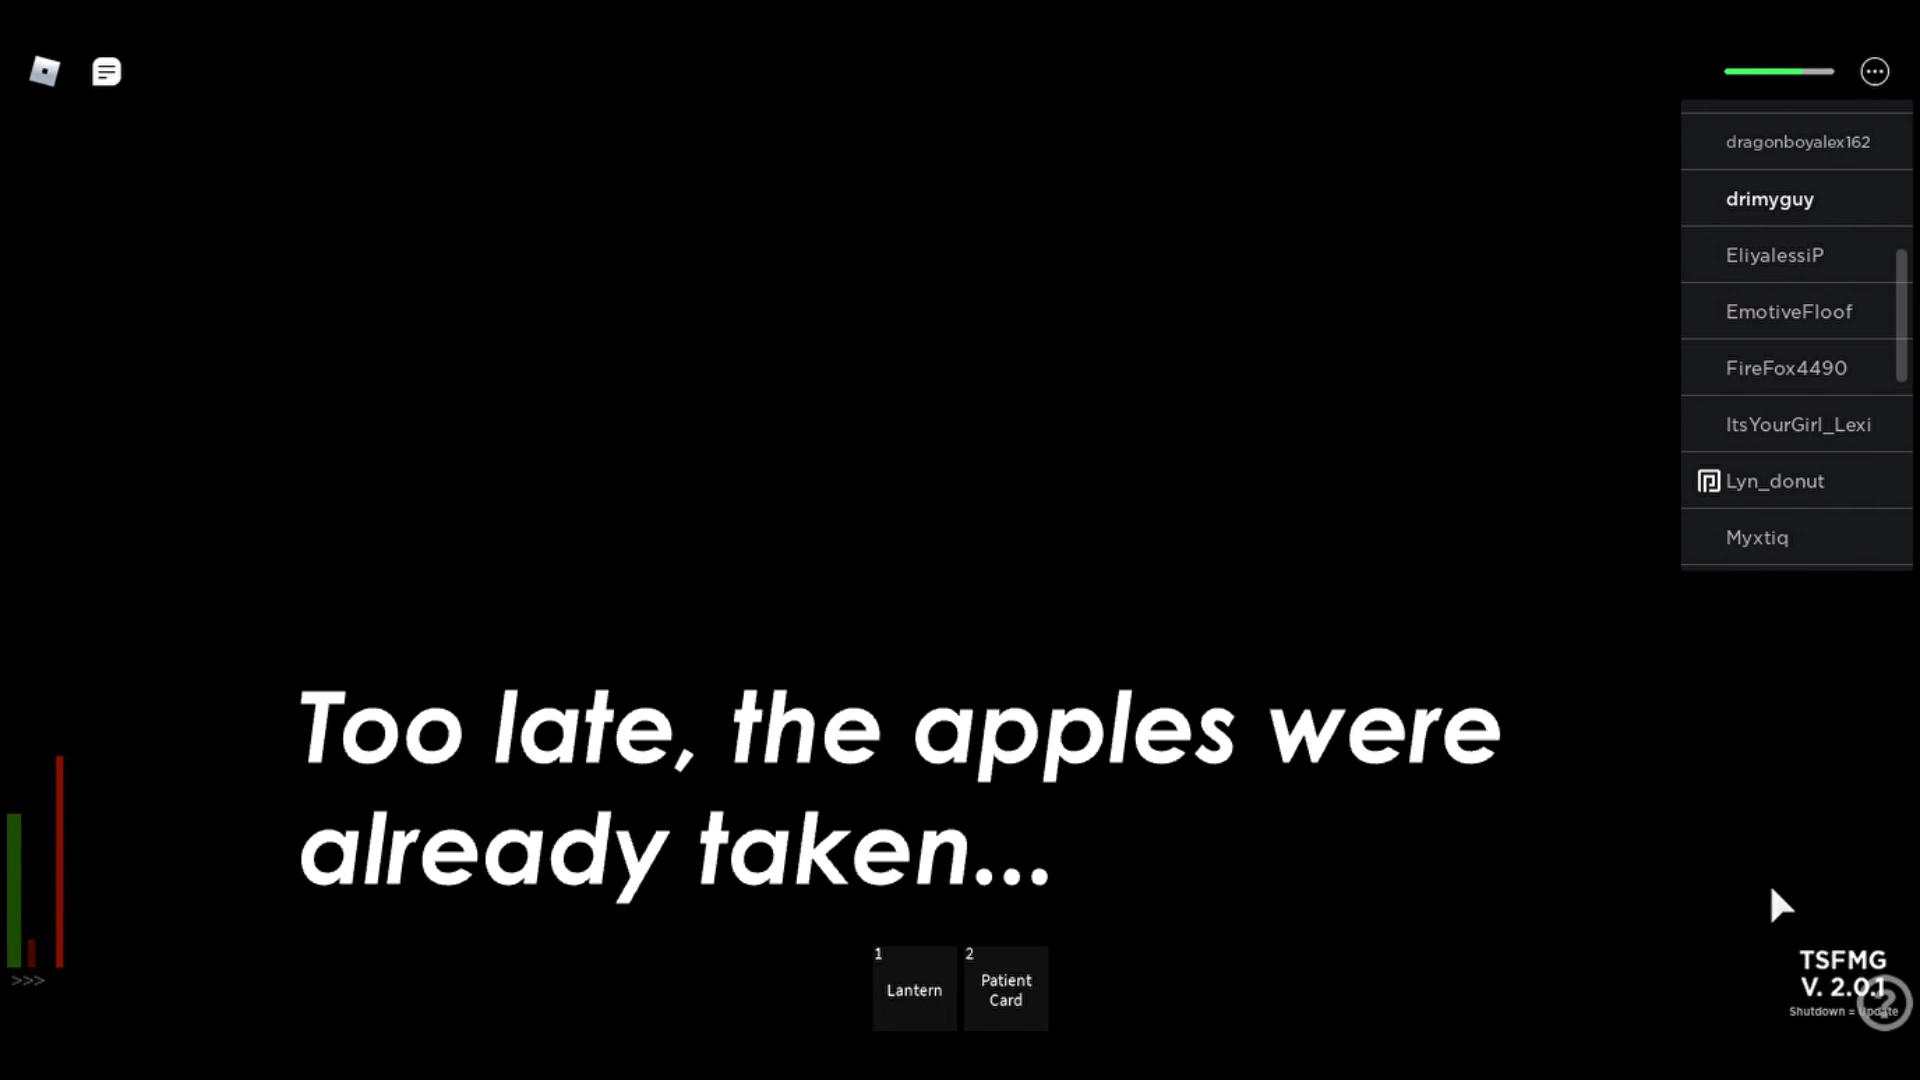 dragonboyalex162
drimyguy
EliyalessiP
EmotiveFloof
FireFox4490
ItsYourGirl_Lexi
Lyn_donut
Myxtiq
Too late, the apples were
already taken...
>>>
1
Lantern
2
Patient
Card
TSFMG
V. 2.0.1
Shutdown = Update
?